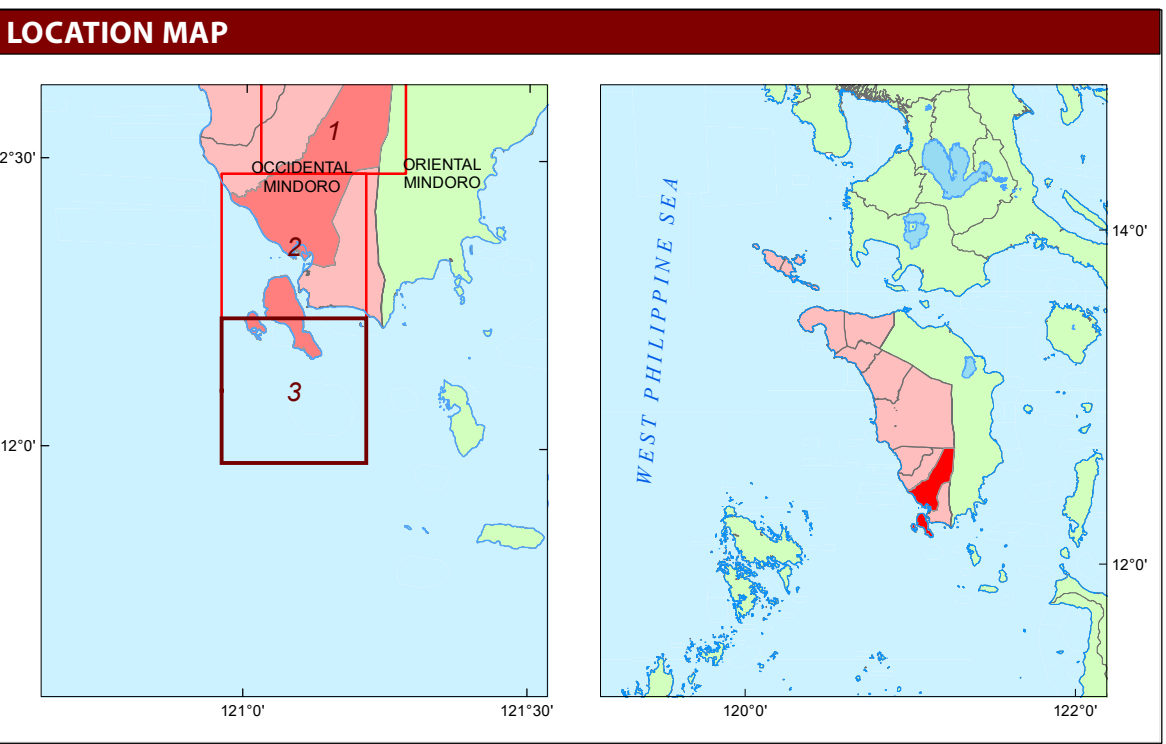 LOCATION MAP
1
2°30'
OCCIDENTAL
MINDORO
ORIENTAL
MINDORO
2
3
12°0'
121°0'
121°30'
WEST PHILIPPINE SEA
14°0'
12°0'
120°0'
122°0'